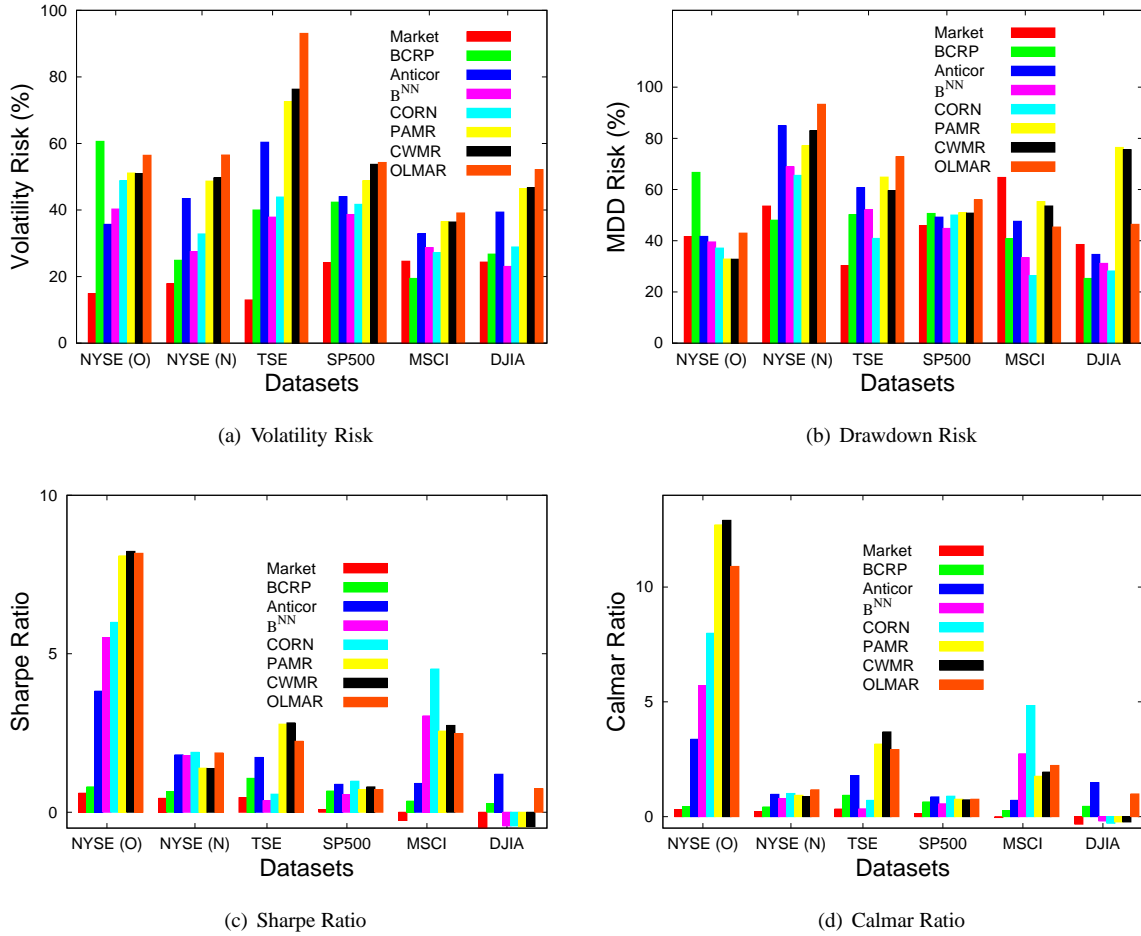 100
80
60
40
20
0
Volatility Risk (%)
Market
BCRP
Anticor
B^NN
CORN
PAMR
CWMR
OLMAR
NYSE (O) NYSE (N) TSE SP500 MSCI DJIA
Datasets
(a) Volatility Risk
100
80
60
40
20
0
MDD Risk (%)
Market
BCRP
Anticor
B^NN
CORN
PAMR
CWMR
OLMAR
NYSE (O) NYSE (N) TSE SP500 MSCI DJIA
Datasets
(b) Drawdown Risk
10
5
0
Sharpe Ratio
Market
BCRP
Anticor
B^NN
CORN
PAMR
CWMR
OLMAR
NYSE (O) NYSE (N) TSE SP500 MSCI DJIA
Datasets
(c) Sharpe Ratio
10
5
0
Calmar Ratio
Market
BCRP
Anticor
B^NN
CORN
PAMR
CWMR
OLMAR
NYSE (O) NYSE (N) TSE SP500 MSCI DJIA
Datasets
(d) Calmar Ratio